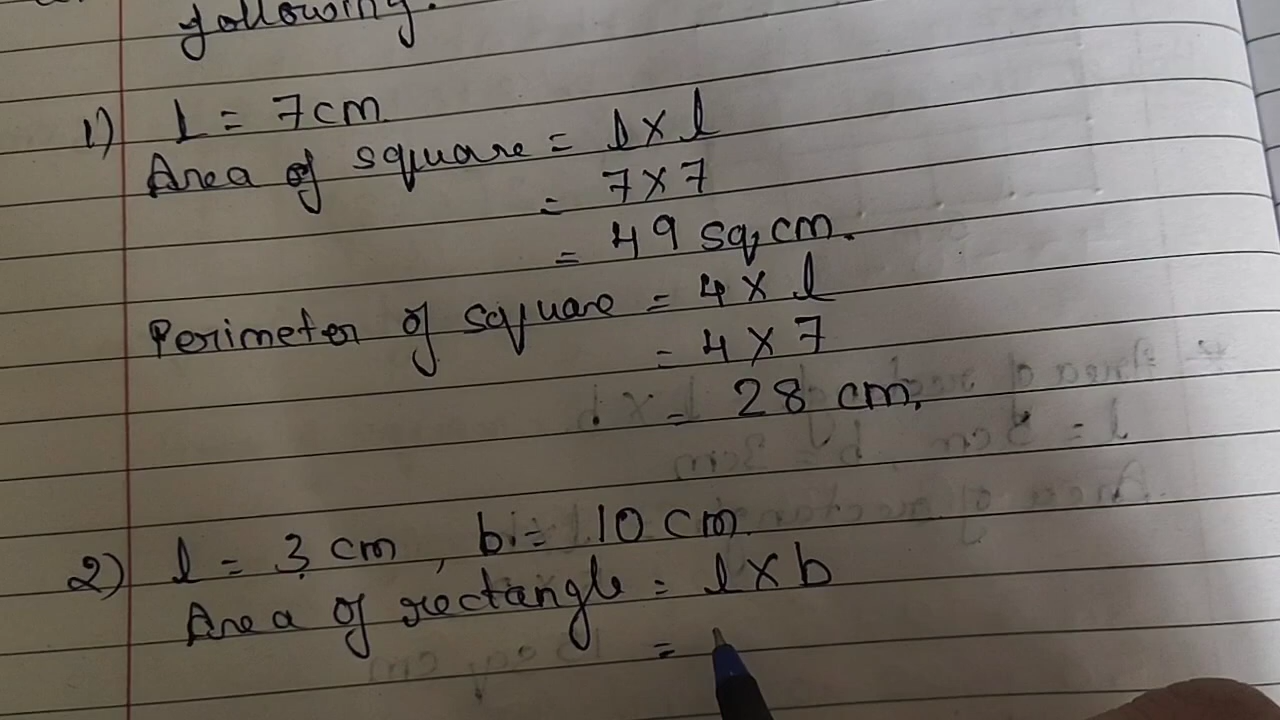 following.
1) l = 7cm
Area of square = l × l
= 7 × 7
= 49 sq. cm.
Perimeter of square = 4 × l
= 4 × 7
= 28 cm.
2) l = 3 cm, b = 10 cm
Area of rectangle = l × b
=